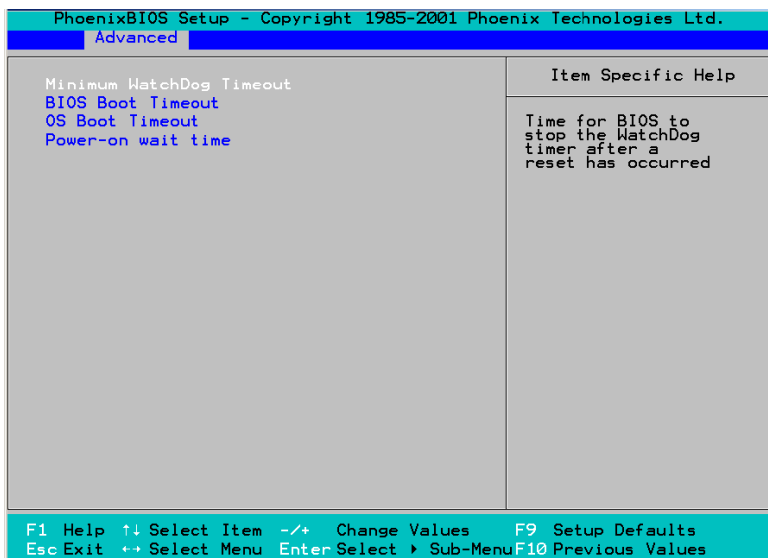 PhoenixBIOS Setup - Copyright 1985-2001 Phoenix Technologies Ltd.
Advanced
Minimum WatchDog Timeout
BIOS Boot Timeout
OS Boot Timeout
Power-on wait time
Item Specific Help
Time for BIOS to
stop the WatchDog
timer after a
reset has occurred
F1 Help ↑↓ Select Item -/+ Change Values F9 Setup Defaults
Esc Exit ←→ Select Menu Enter Select ▸ Sub-Menu F10 Previous Values